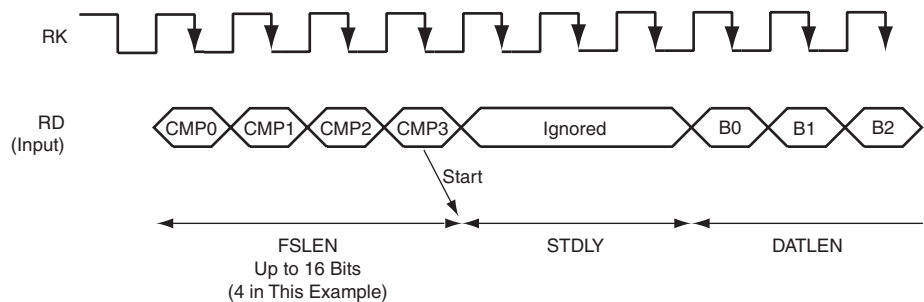 RK
RD
(Input)
CMP0 CMP1 CMP2 CMP3 Ignored B0 B1 B2
Start
FSLEN STDLY DATLEN
Up to 16 Bits
(4 in This Example)